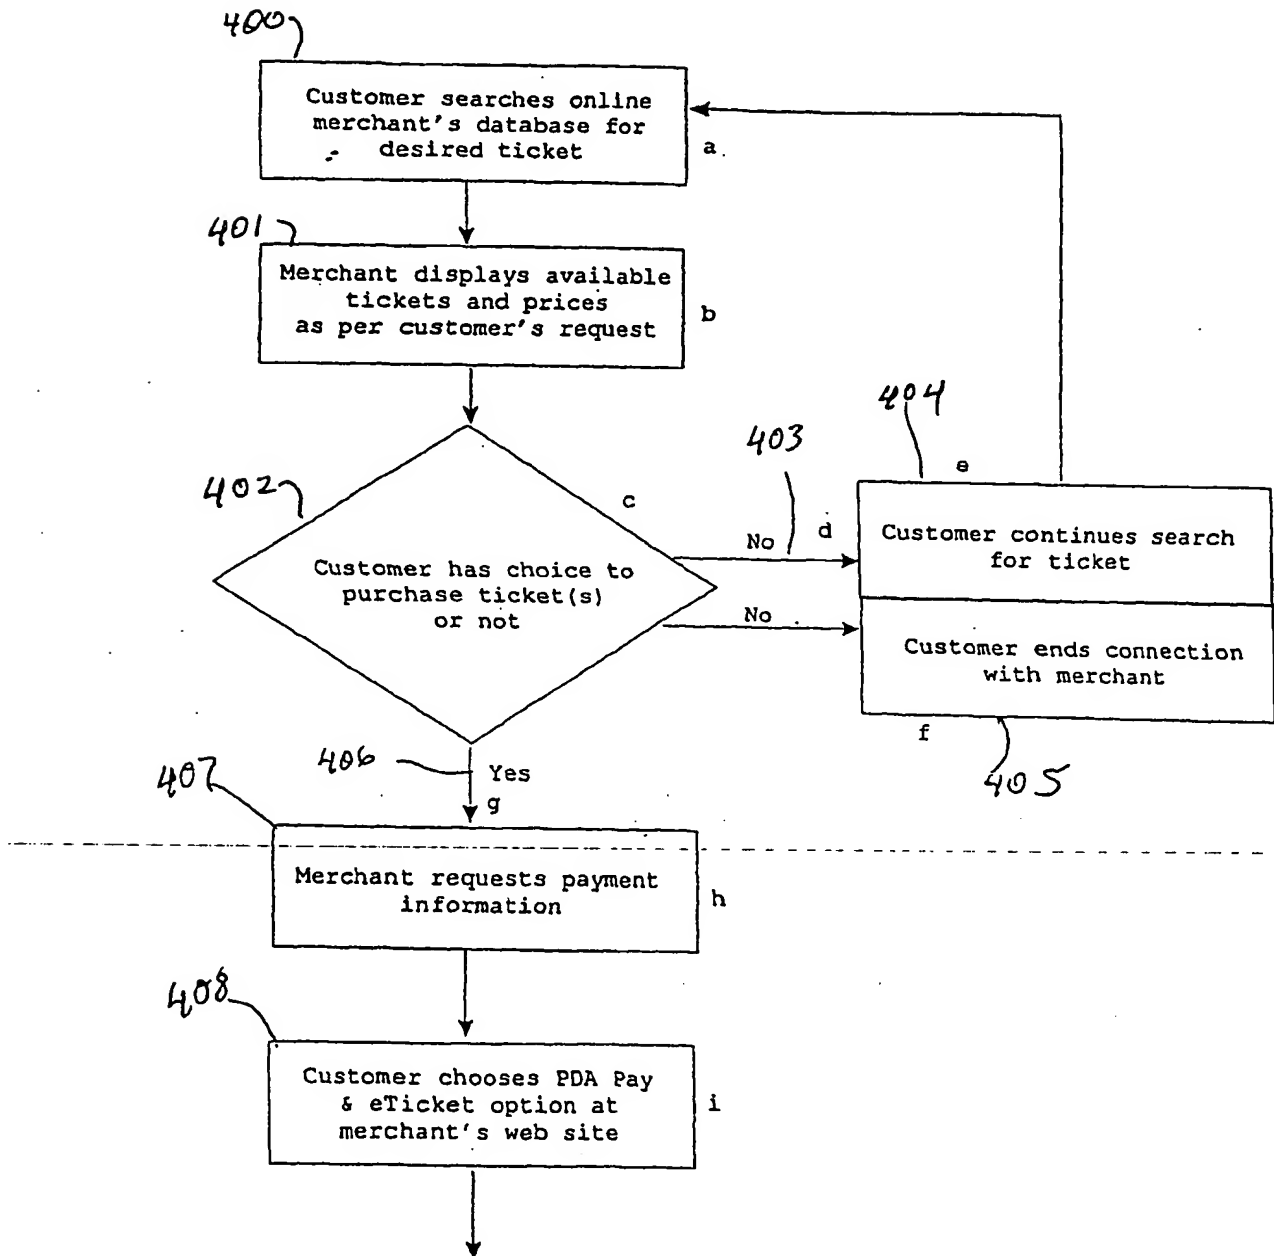 400
Customer searches online
merchant's database for
desired ticket
a.
401
Merchant displays available
tickets and prices
as per customer's request
b
402
c
Customer has choice to
purchase ticket(s)
or not
403
No
d
404
e
Customer continues search
for ticket
No
Customer ends connection
with merchant
f
405
406
Yes
g
407
Merchant requests payment
information
h
408
Customer chooses PDA Pay
& eTicket option at
merchant's web site
i